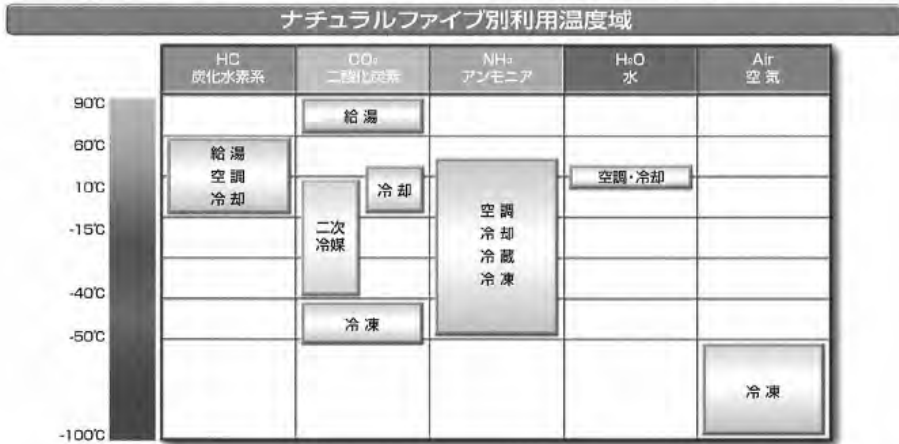 ナチュラルファイブ別利用温度域
HC
炭化水素系
CO₂
二酸化炭素
NH₃
アンモニア
H₂O
水
Air
空気
90℃
60℃
10℃
-15℃
-40℃
-50℃
-100℃
給湯
空調
冷却
給湯
冷却
二次
冷媒
冷凍
空調
冷却
冷蔵
冷凍
空調・冷却
冷凍